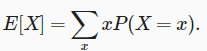 E[X] = ∑ₓ xP(X = x).